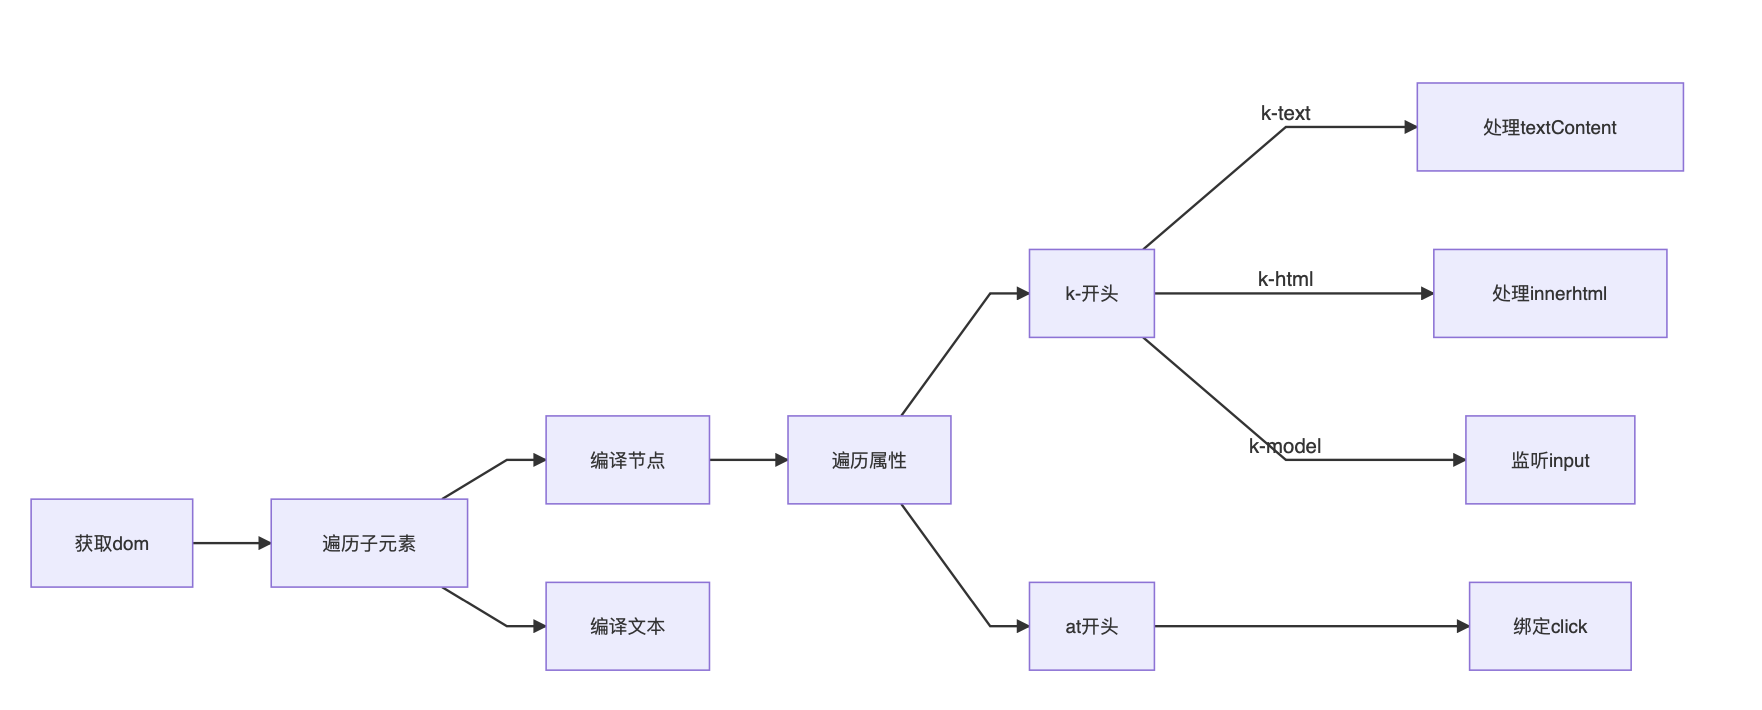 k-text
处理textContent
k-开头
k-html
处理innerhtml
编译节点
遍历属性
k-model
监听input
获取dom
遍历子元素
编译文本
at开头
绑定click